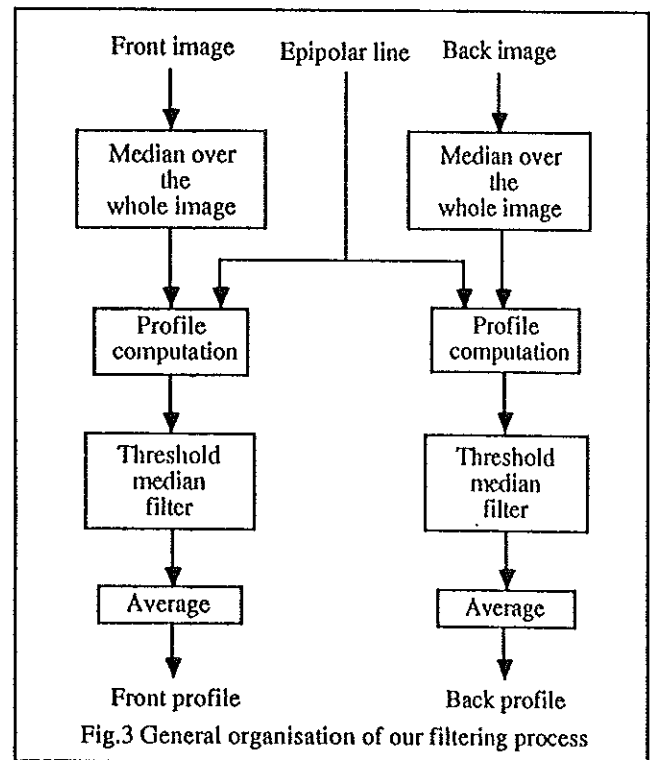 Front image
Epipolar line
Back image
Median over
the
whole image
Median over
the
whole image
Profile
computation
Profile
computation
Threshold
median
filter
Threshold
median
filter
Average
Average
Front profile
Back profile
Fig.3 General organisation of our filtering process